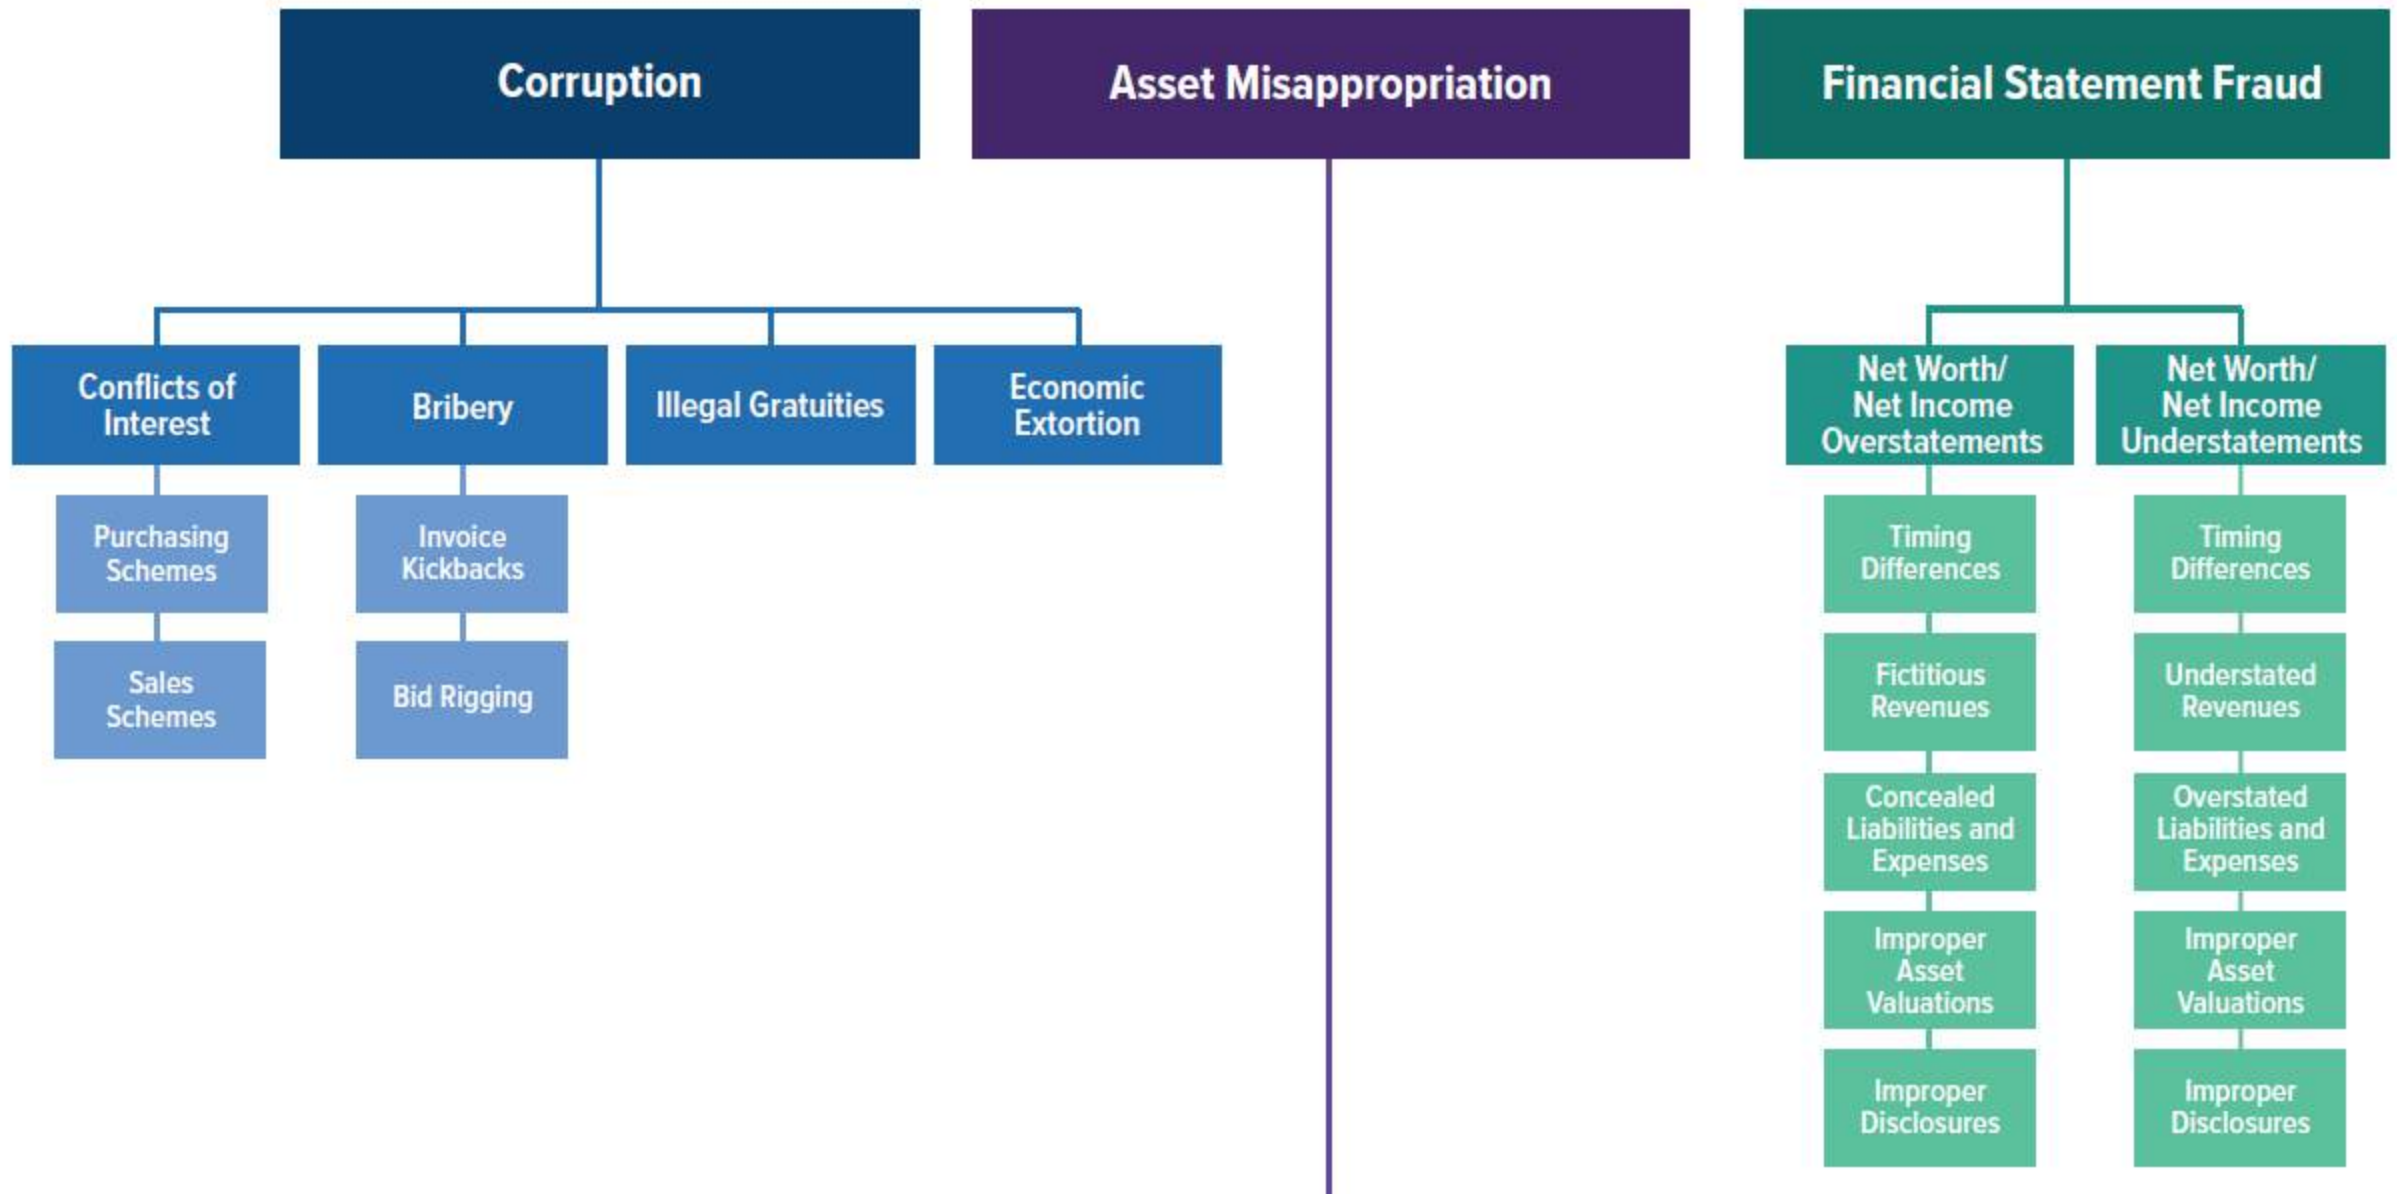 Corruption
Asset Misappropriation
Financial Statement Fraud
Conflicts of
Interest
Bribery
Illegal Gratuities
Economic
Extortion
Purchasing
Schemes
Sales
Schemes
Invoice
Kickbacks
Bid Rigging
Net Worth/
Net Income
Overstatements
Timing
Differences
Fictitious
Revenues
Concealed
Liabilities and
Expenses
Improper
Asset
Valuations
Improper
Disclosures
Net Worth/
Net Income
Understatements
Timing
Differences
Understated
Revenues
Overstated
Liabilities and
Expenses
Improper
Asset
Valuations
Improper
Disclosures